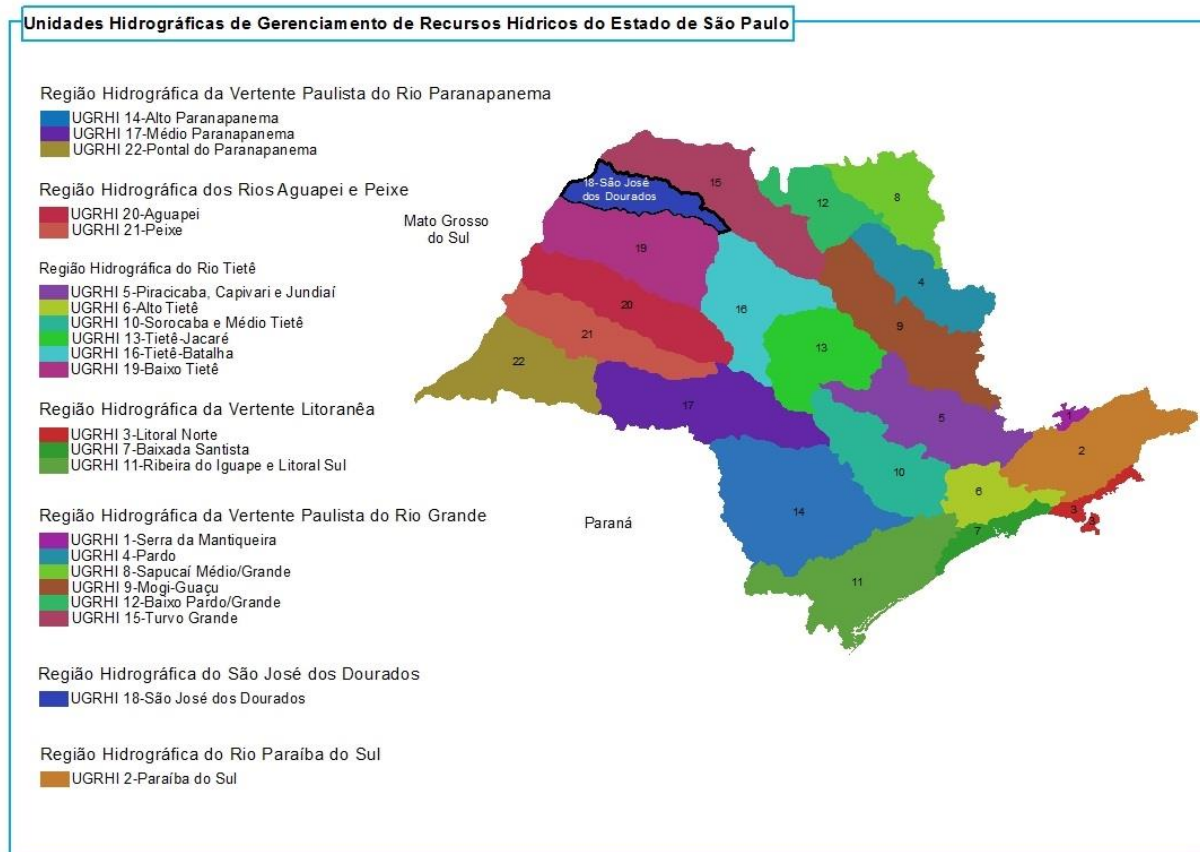 Unidades Hidrográficas de Gerenciamento de Recursos Hídricos do Estado de São Paulo
Região Hidrográfica da Vertente Paulista do Rio Paranapanema
UGRHI 14-Alto Paranapanema
UGRHI 17-Médio Paranapanema
UGRHI 22-Pontal do Paranapanema
Região Hidrográfica dos Rios Aguapei e Peixe
UGRHI 20-Aguapei
UGRHI 21-Peixe
Região Hidrográfica do Rio Tietê
UGRHI 5-Piracicaba, Capivari e Jundiaí
UGRHI 6-Alto Tietê
UGRHI 10-Sorocaba e Médio Tietê
UGRHI 13-Tietê-Jacaré
UGRHI 16-Tietê-Batalha
UGRHI 19-Baixo Tietê
Região Hidrográfica da Vertente Litoranêa
UGRHI 3-Litoral Norte
UGRHI 7-Baixada Santista
UGRHI 11-Ribeira do Iguape e Litoral Sul
Região Hidrográfica da Vertente Paulista do Rio Grande
UGRHI 1-Serra da Mantiqueira
UGRHI 4-Pardo
UGRHI 8-Sapucaí Médio/Grande
UGRHI 9-Mogi-Guaçu
UGRHI 12-Baixo Pardo/Grande
UGRHI 15-Turvo Grande
Região Hidrográfica do São José dos Dourados
UGRHI 18-São José dos Dourados
Região Hidrográfica do Rio Paraíba do Sul
UGRHI 2-Paraíba do Sul
18-São José
dos Dourados
15
12
8
Mato Grosso
do Sul
19
4
20
16
9
21
13
22
17
5
1
2
10
6
14
Paraná
3
3
7
11